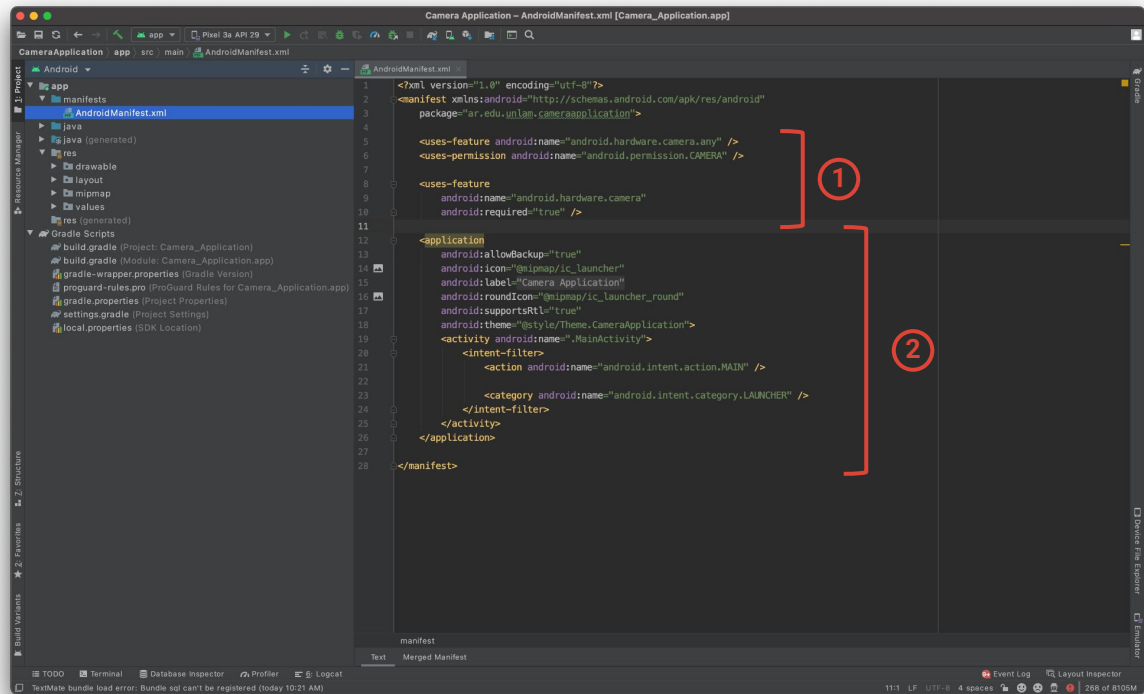 Camera Application – AndroidManifest.xml [Camera_Application.app]
app
Pixel 3a API 29
CameraApplication app src main AndroidManifest.xml
1: Project
Resource Manager
Z: Structure
2: Favorites
Build Variants
Android
app
manifests
AndroidManifest.xml
java
java (generated)
res
drawable
layout
mipmap
values
res (generated)
Gradle Scripts
build.gradle (Project: Camera_Application)
build.gradle (Module: Camera_Application.app)
gradle-wrapper.properties (Gradle Version)
proguard-rules.pro (ProGuard Rules for Camera_Application.app)
gradle.properties (Project Properties)
settings.gradle (Project Settings)
local.properties (SDK Location)
AndroidManifest.xml
1 <?xml version="1.0" encoding="utf-8"?>
2 <manifest xmlns:android="http://schemas.android.com/apk/res/android"
3 package="ar.edu.unlam.cameraapplication">
4
5 <uses-feature android:name="android.hardware.camera.any" />
6 <uses-permission android:name="android.permission.CAMERA" />
7
8 <uses-feature
9 android:name="android.hardware.camera"
10 android:required="true" />
11
12 <application
13 android:allowBackup="true"
14 android:icon="@mipmap/ic_launcher"
15 android:label="Camera Application"
16 android:roundIcon="@mipmap/ic_launcher_round"
17 android:supportsRtl="true"
18 android:theme="@style/Theme.CameraApplication">
19 <activity android:name=".MainActivity">
20 <intent-filter>
21 <action android:name="android.intent.action.MAIN" />
22
23 <category android:name="android.intent.category.LAUNCHER" />
24 </intent-filter>
25 </activity>
26 </application>
27
28 </manifest>
1
2
Gradle
Device File Explorer
Emulator
manifest
Text Merged Manifest
TODO Terminal Database Inspector Profiler 6: Logcat Event Log Layout Inspector
TextMate bundle load error: Bundle sql can't be registered (today 10:21 AM) 11:1 LF UTF-8 4 spaces 268 of 8105M